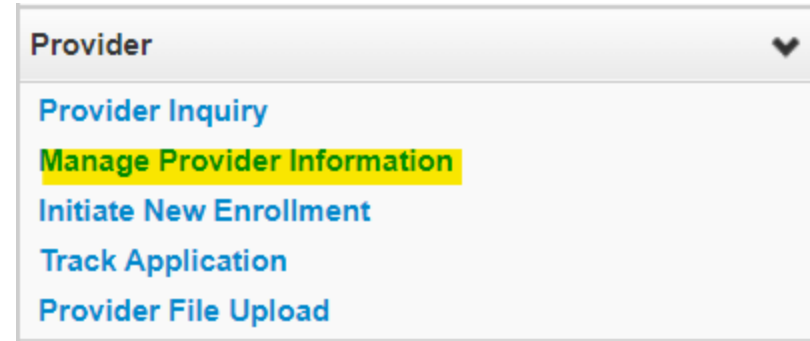 Provider
Provider Inquiry
Manage Provider Information
Initiate New Enrollment
Track Application
Provider File Upload